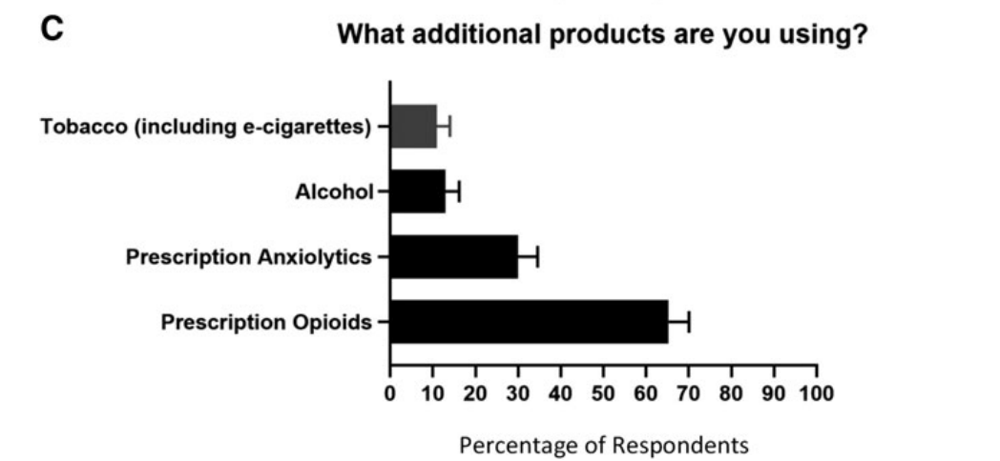 C
What additional products are you using?
Tobacco (including e-cigarettes)
Alcohol
Prescription Anxiolytics
Prescription Opioids
0 10 20 30 40 50 60 70 80 90 100
Percentage of Respondents